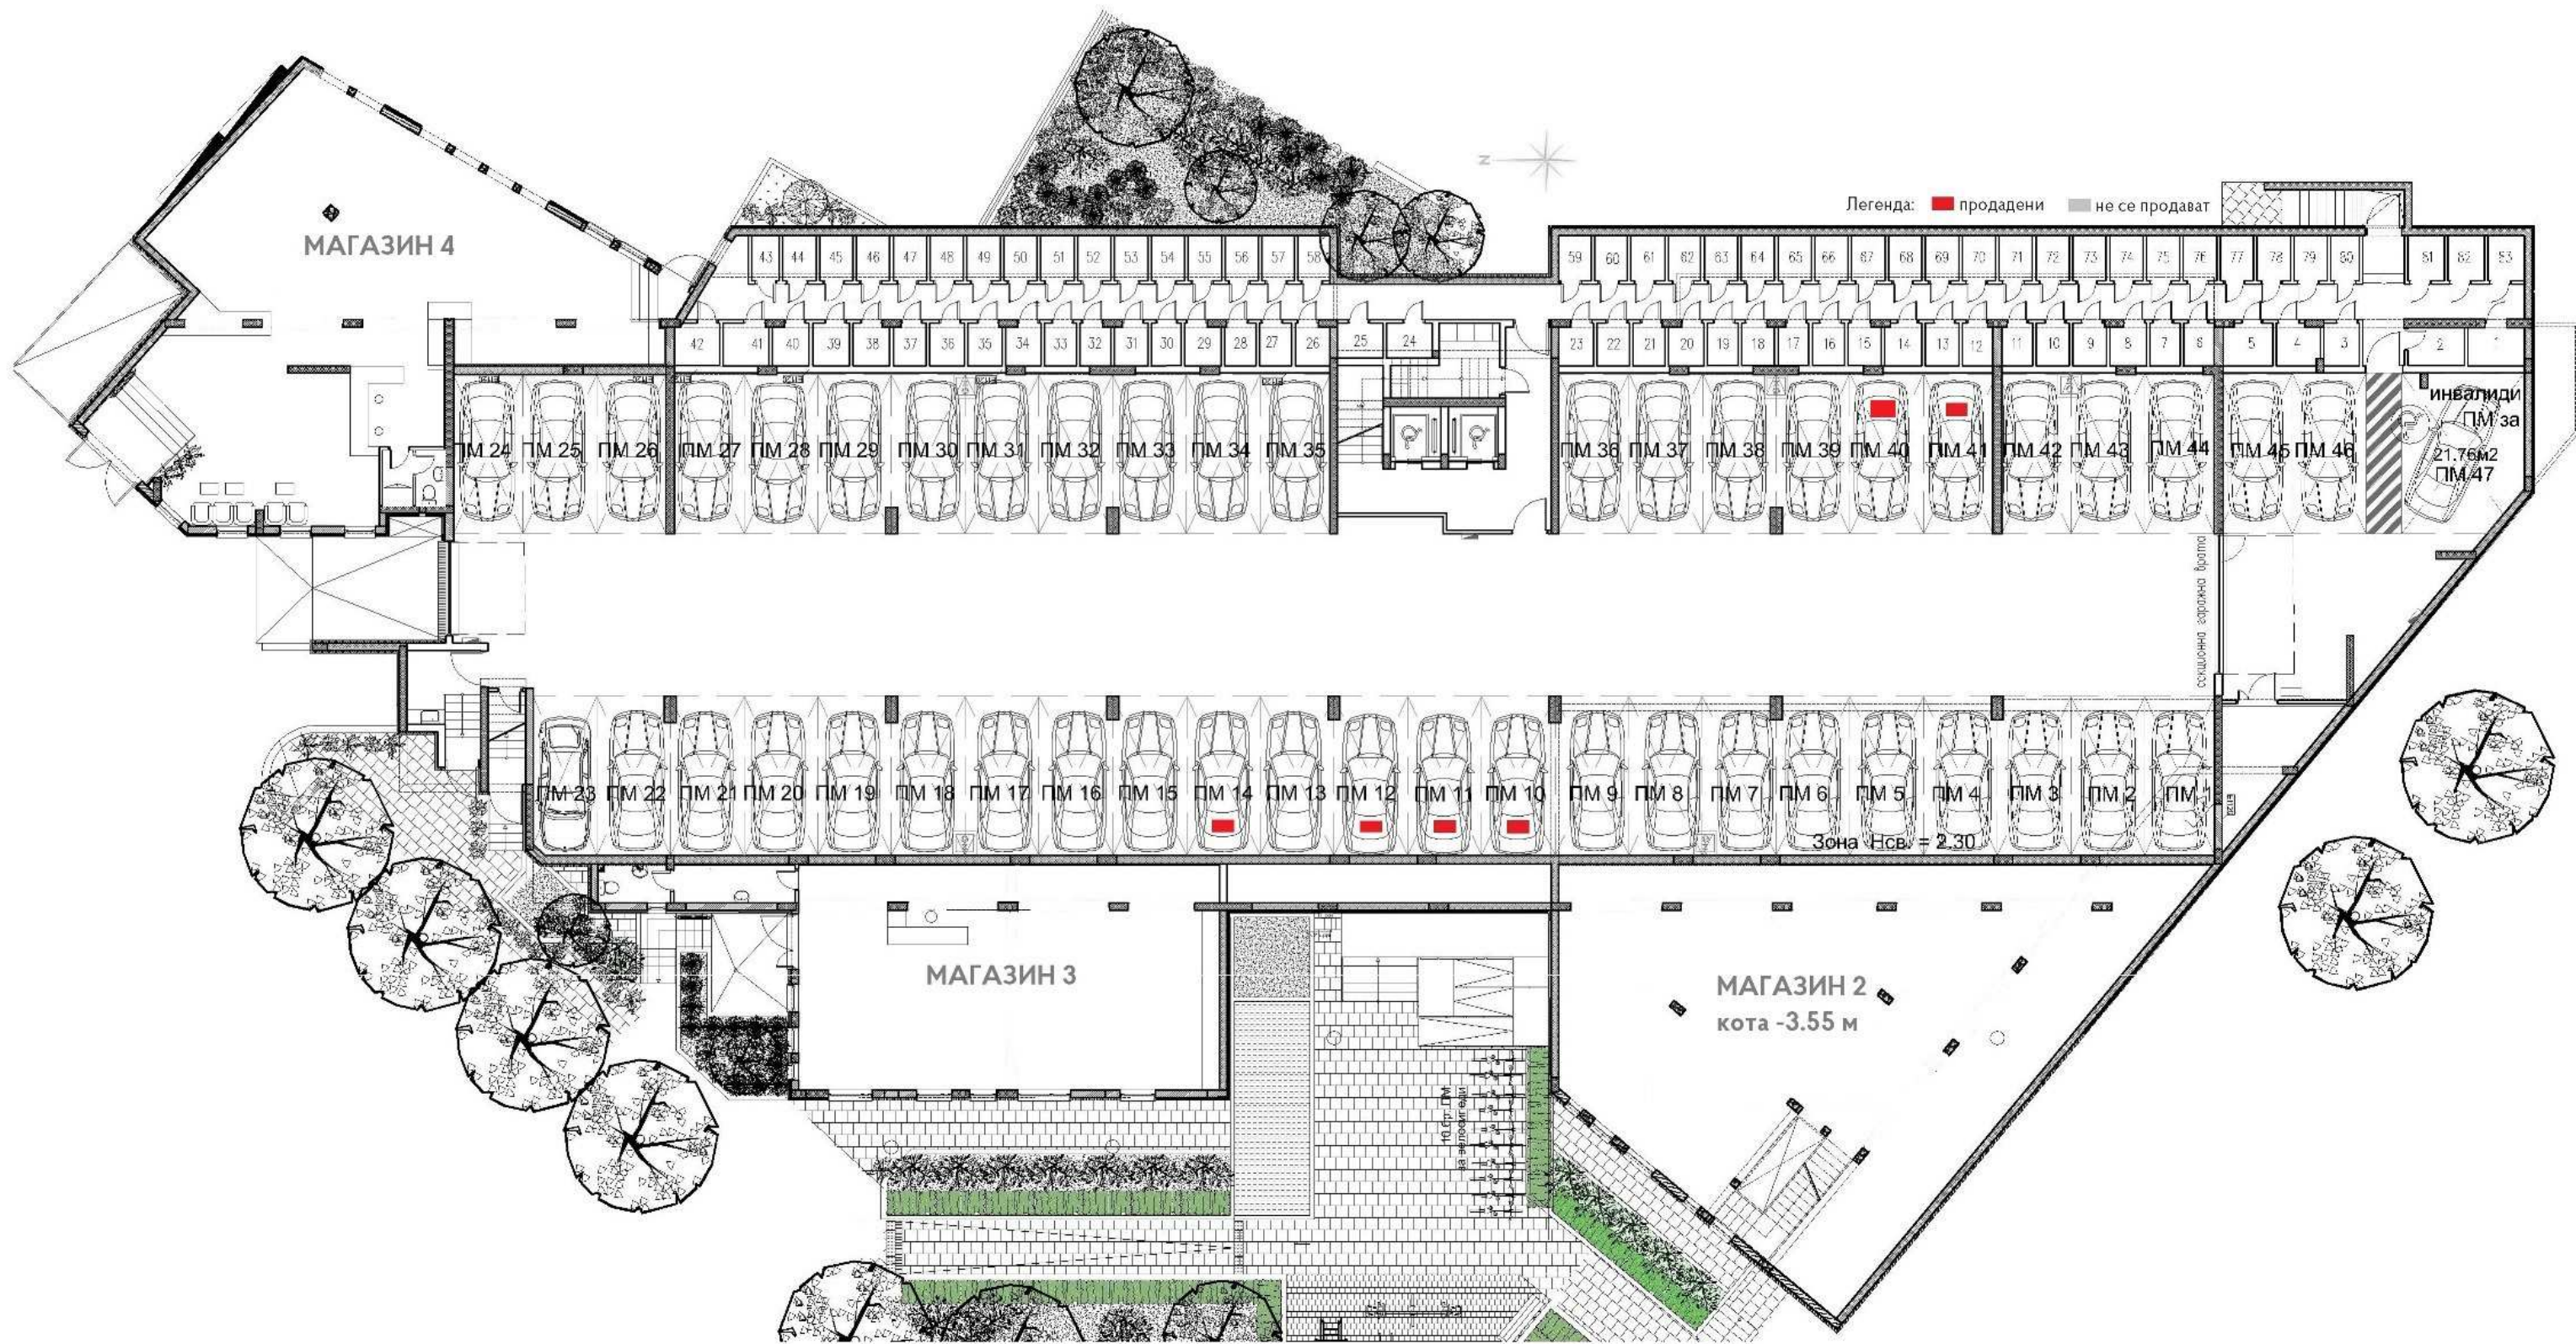 N
Легенда: продадени не се продават
МАГАЗИН 4
43 44 45 46 47 48 49 50 51 52 53 54 55 56 57 58
59 60 61 62 63 64 65 66 67 68 69 70 71 72 73 74 75 76 77 78 79 80 81 82 83
42 41 40 39 38 37 36 35 34 33 32 31 30 29 28 27 26
25 24
23 22 21 20 19 18 17 16 15 14 13 12 11 10 9 8 7 6 5 4 3 2 1
инвалиди
ПМ за
21.76м2
ПМ 47
ПМ 24 ПМ 25 ПМ 26 ПМ 27 ПМ 28 ПМ 29 ПМ 30 ПМ 31 ПМ 32 ПМ 33 ПМ 34 ПМ 35
ПМ 36 ПМ 37 ПМ 38 ПМ 39 ПМ 40 ПМ 41 ПМ 42 ПМ 43 ПМ 44 ПМ 45 ПМ 46
секционна гаражна врата
ПМ 23 ПМ 22 ПМ 21 ПМ 20 ПМ 19 ПМ 18 ПМ 17 ПМ 16 ПМ 15 ПМ 14 ПМ 13 ПМ 12 ПМ 11 ПМ 10 ПМ 9 ПМ 8 ПМ 7 ПМ 6 ПМ 5 ПМ 4 ПМ 3 ПМ 2 ПМ 1
Зона Нсв. = 2.30
МАГАЗИН 3
МАГАЗИН 2
кота -3.55 м
10 бр. ПМ
за велосипеди